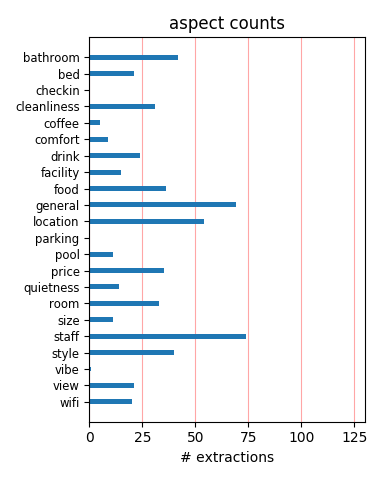 aspect counts
bathroom
bed
checkin
cleanliness
coffee
comfort
drink
facility
food
general
location
parking
pool
price
quietness
room
size
staff
style
vibe
view
wifi
0 25 50 75 100 125
# extractions